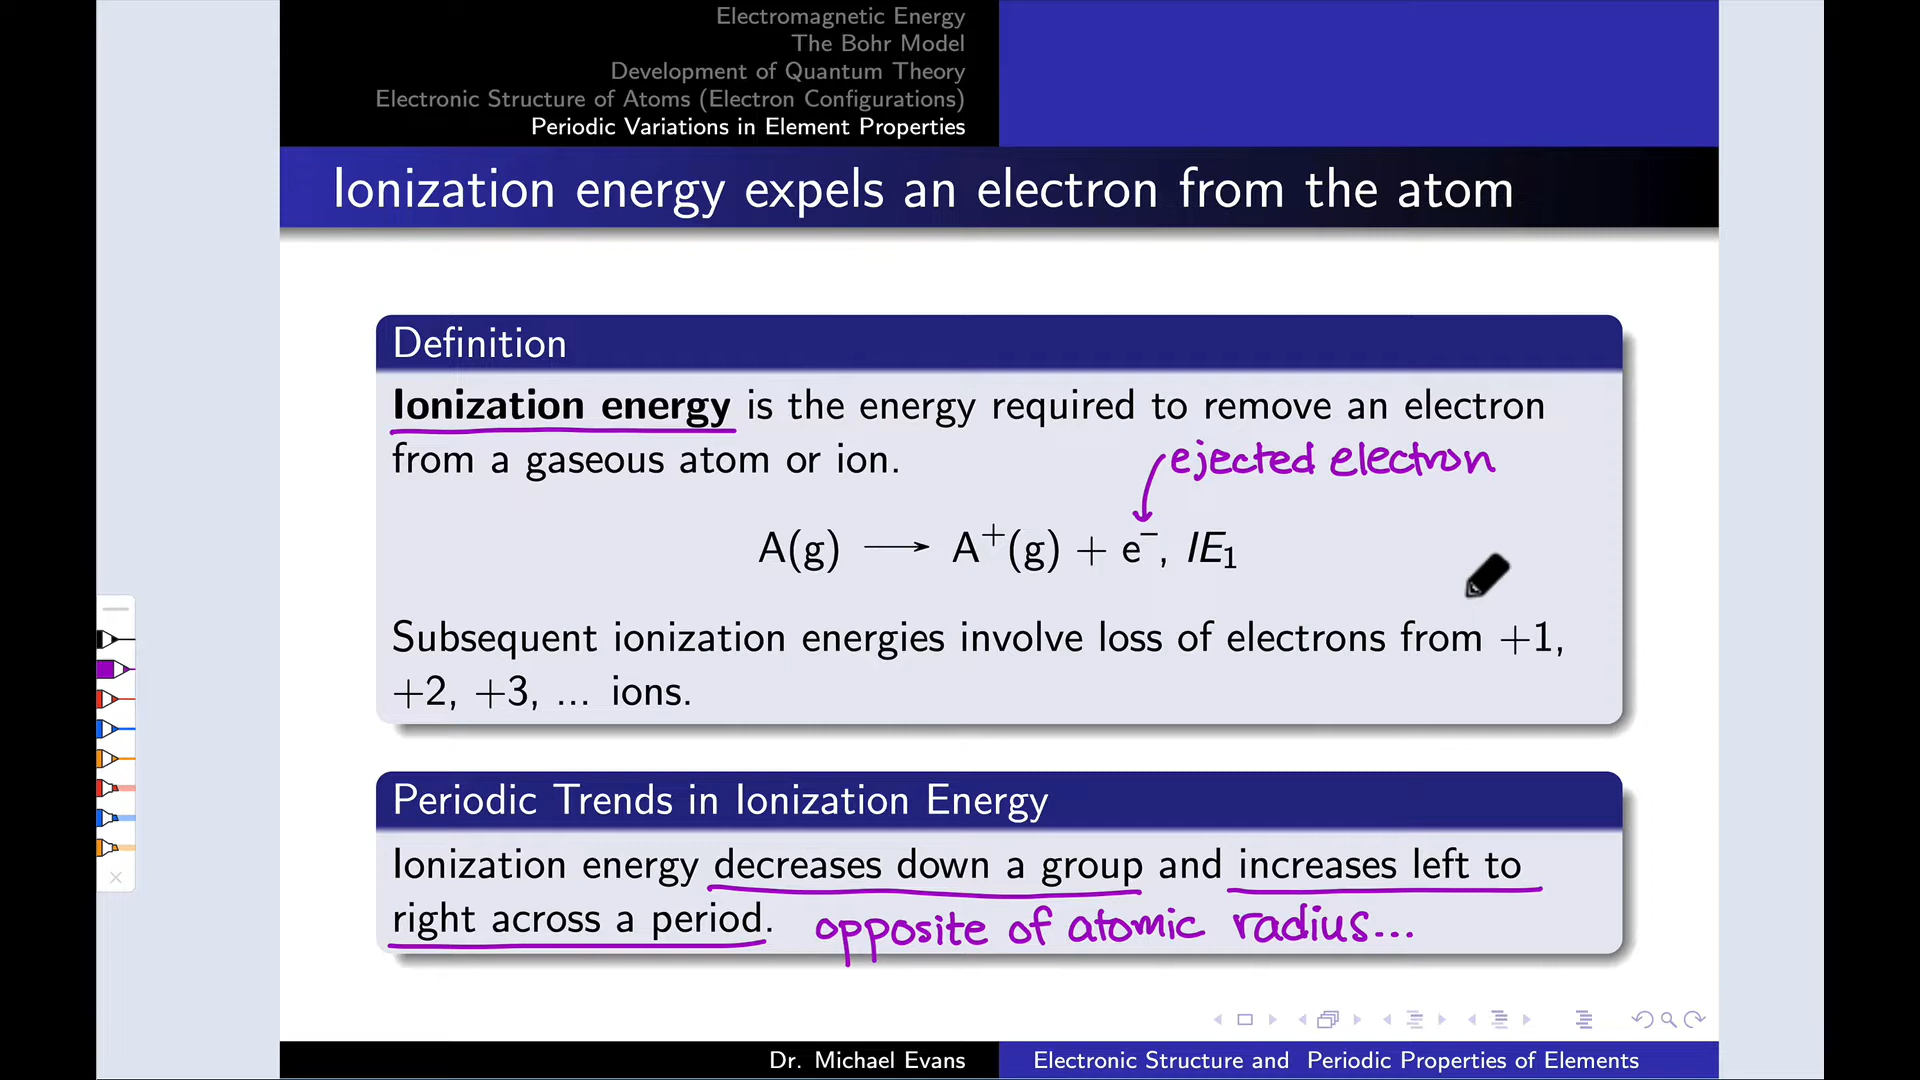 Electromagnetic Energy
The Bohr Model
Development of Quantum Theory
Electronic Structure of Atoms (Electron Configurations)
Periodic Variations in Element Properties
Ionization energy expels an electron from the atom
Definition
Ionization energy is the energy required to remove an electron
from a gaseous atom or ion.
ejected electron
A(g) ⟶ A⁺(g) + e⁻, IE₁
Subsequent ionization energies involve loss of electrons from +1,
+2, +3, ... ions.
Periodic Trends in Ionization Energy
Ionization energy decreases down a group and increases left to
right across a period. opposite of atomic radius...
Dr. Michael Evans
Electronic Structure and Periodic Properties of Elements